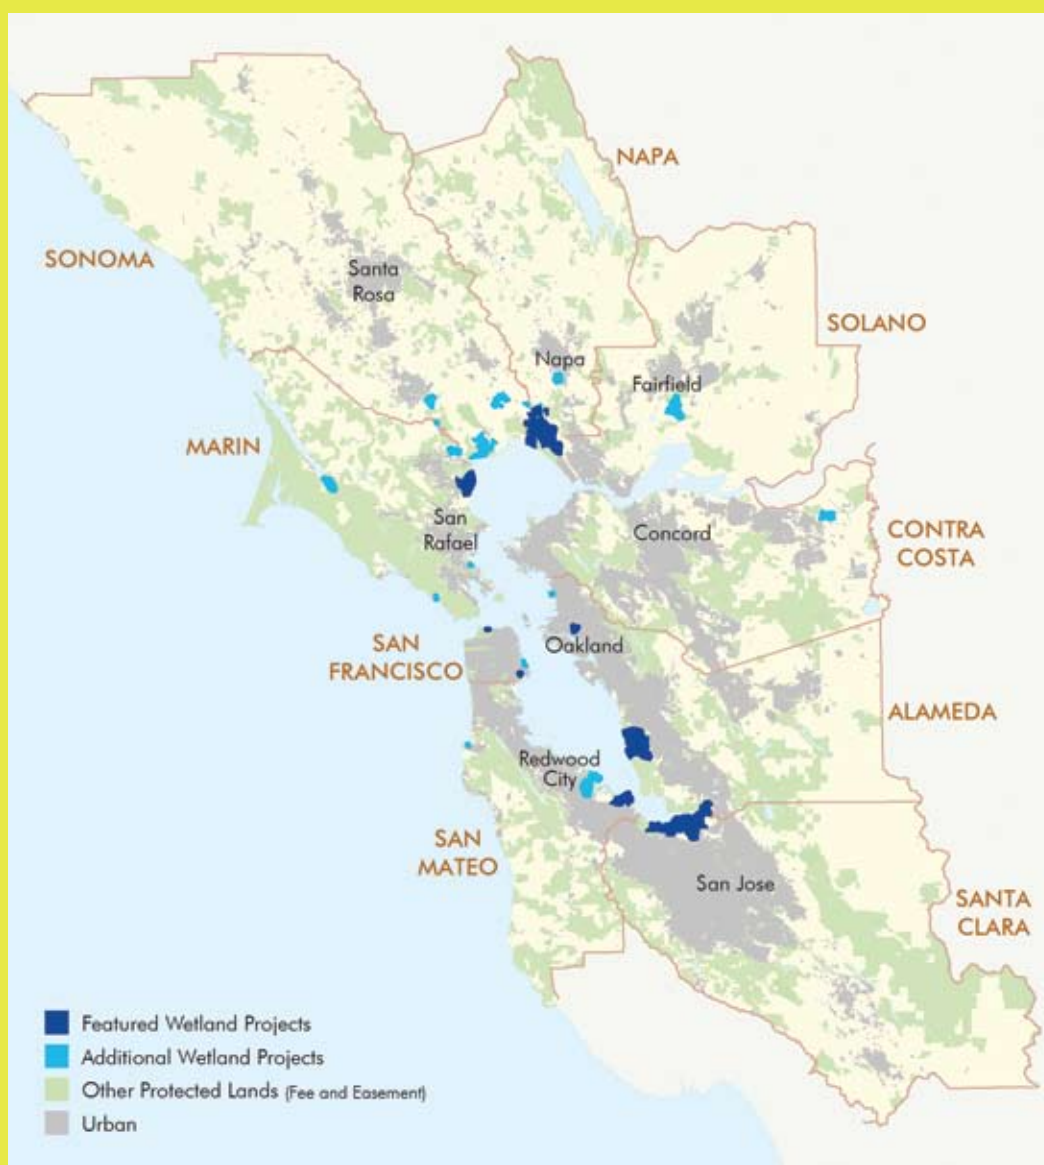 NAPA
SONOMA
Santa
Rosa
SOLANO
Napa
Fairfield
MARIN
San
Rafael
Concord
CONTRA
COSTA
SAN
FRANCISCO
Oakland
ALAMEDA
Redwood
City
SAN
MATEO
San Jose
SANTA
CLARA
Featured Wetland Projects
Additional Wetland Projects
Other Protected Lands (Fee and Easement)
Urban